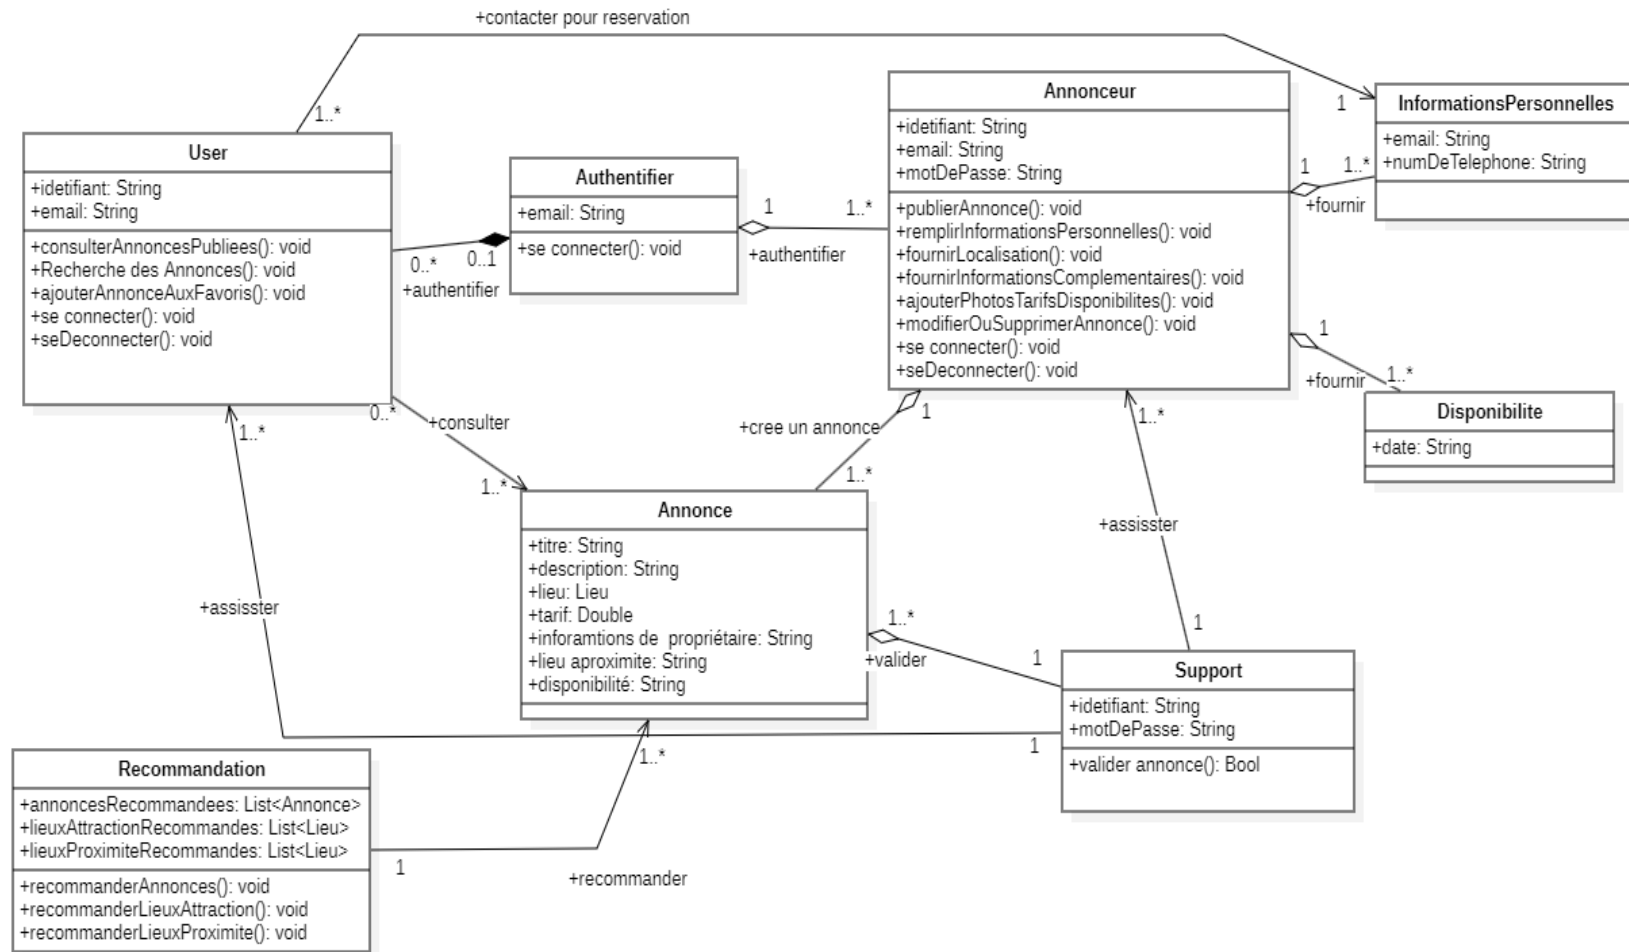 +contacter pour reservation
1..*
1
User
+idetifiant: String
+email: String
+consulterAnnoncesPubliees(): void
+Recherche des Annonces(): void
+ajouterAnnonceAuxFavoris(): void
+se connecter(): void
+seDeconnecter(): void
Authentifier
+email: String
+se connecter(): void
0..*
0..1
+authentifier
1
1..*
+authentifier
Annonceur
+idetifiant: String
+email: String
+motDePasse: String
+publierAnnonce(): void
+remplirInformationsPersonnelles(): void
+fournirLocalisation(): void
+fournirInformationsComplementaires(): void
+ajouterPhotosTarifsDisponibilites(): void
+modifierOuSupprimerAnnonce(): void
+se connecter(): void
+seDeconnecter(): void
InformationsPersonnelles
+email: String
+numDeTelephone: String
1
1..*
+fournir
1
1..*
+fournir
Disponibilite
+date: String
0..*
+consulter
1..*
+cree un annonce
1
1..*
1..*
+assisster
1
1..*
+assisster
1
Annonce
+titre: String
+description: String
+lieu: Lieu
+tarif: Double
+inforamtions de  propriétaire: String
+lieu aproximite: String
+disponibilité: String
1..*
+valider
1
Support
+idetifiant: String
+motDePasse: String
+valider annonce(): Bool
Recommandation
+annoncesRecommandees: List<Annonce>
+lieuxAttractionRecommandes: List<Lieu>
+lieuxProximiteRecommandes: List<Lieu>
+recommanderAnnonces(): void
+recommanderLieuxAttraction(): void
+recommanderLieuxProximite(): void
1
+recommander
1..*